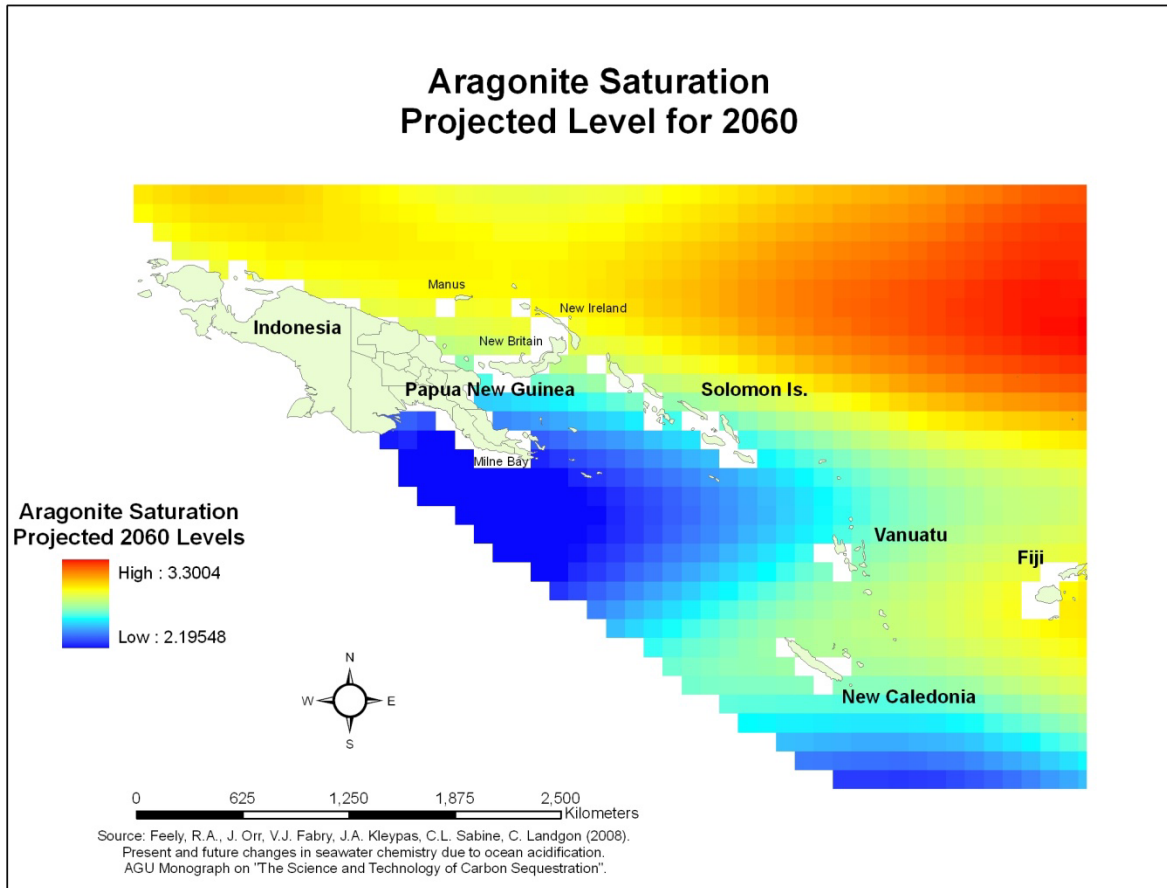 Aragonite Saturation
Projected Level for 2060
Manus
New Ireland
Indonesia
New Britain
Papua New Guinea
Solomon Is.
Milne Bay
Aragonite Saturation
Projected 2060 Levels
High : 3.3004
Low : 2.19548
Vanuatu
Fiji
New Caledonia
N
W
E
S
0 625 1,250 1,875 2,500
Kilometers
Source: Feely, R.A., J. Orr, V.J. Fabry, J.A. Kleypas, C.L. Sabine, C. Landgon (2008).
Present and future changes in seawater chemistry due to ocean acidification.
AGU Monograph on "The Science and Technology of Carbon Sequestration".